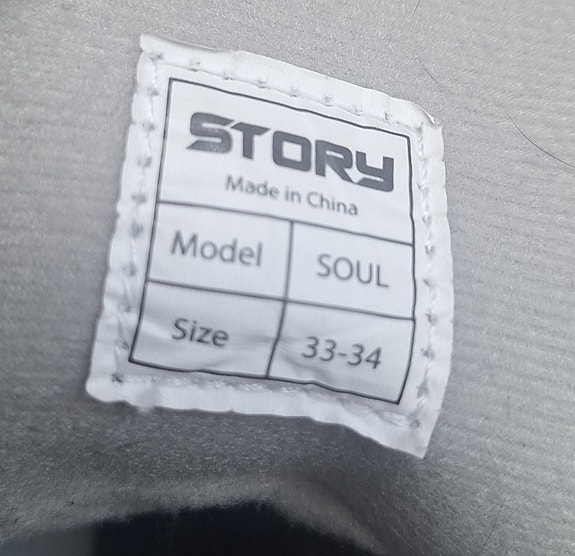 STORY
Made in China
Model SOUL
Size 33-34